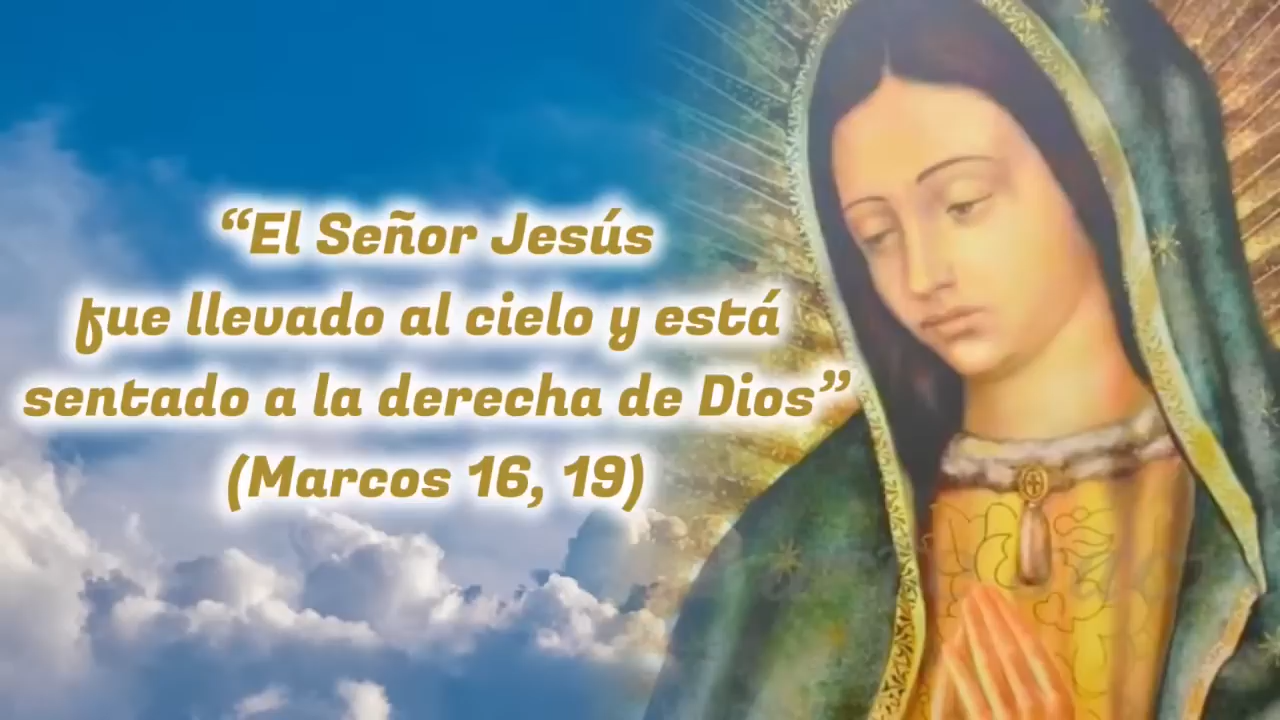 “El Señor Jesús
fue llevado al cielo y está
sentado a la derecha de Dios”
(Marcos 16, 19)